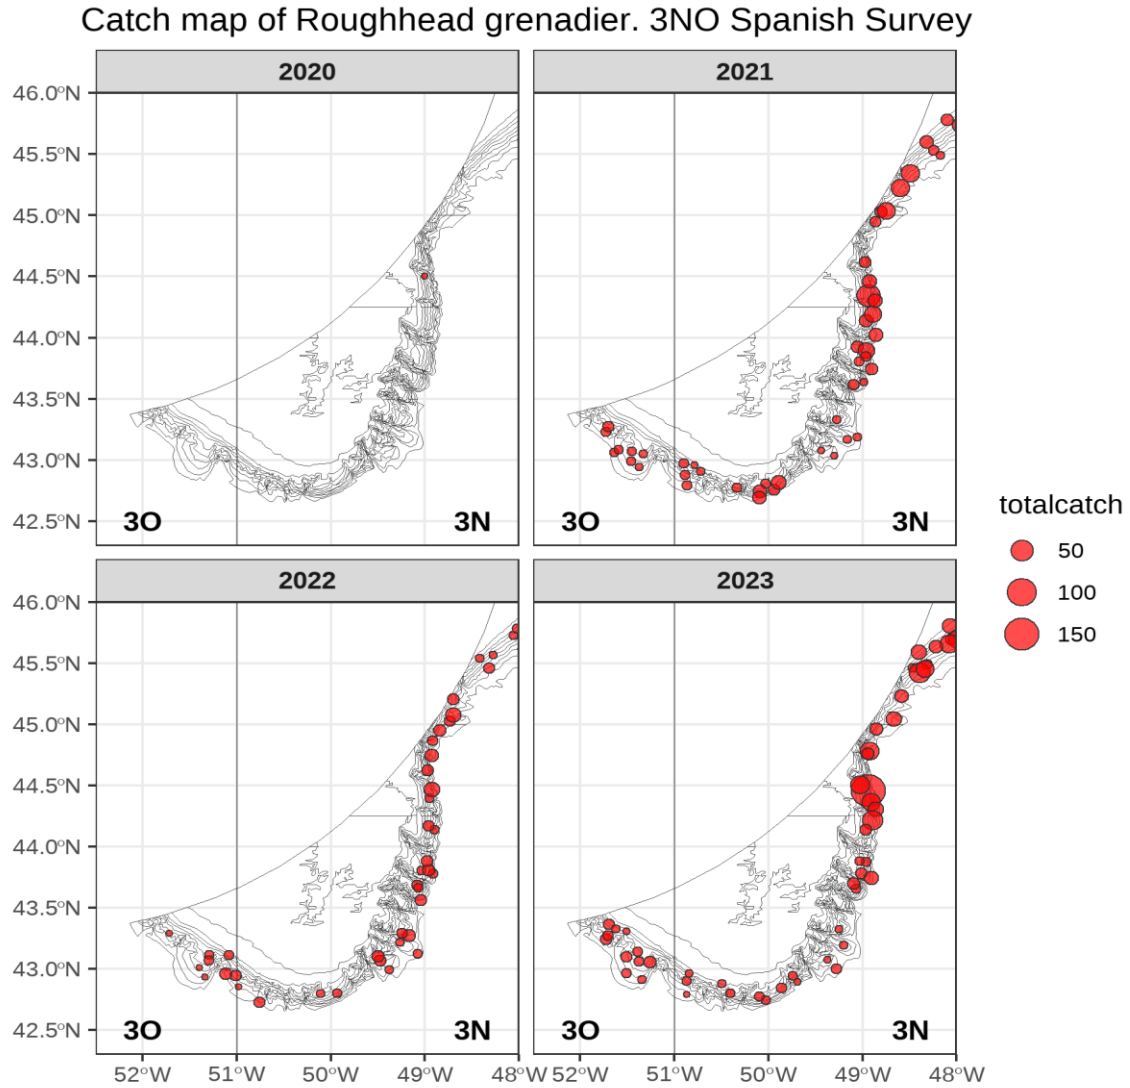 Catch map of Roughhead grenadier. 3NO Spanish Survey
2020
2021
46.0°N
45.5°N
45.0°N
44.5°N
44.0°N
43.5°N
43.0°N
42.5°N
3O
3N
3O
3N
2022
2023
46.0°N
45.5°N
45.0°N
44.5°N
44.0°N
43.5°N
43.0°N
42.5°N
3O
3N
3O
3N
52°W
51°W
50°W
49°W
48°W
52°W
51°W
50°W
49°W
48°W
totalcatch
50
100
150